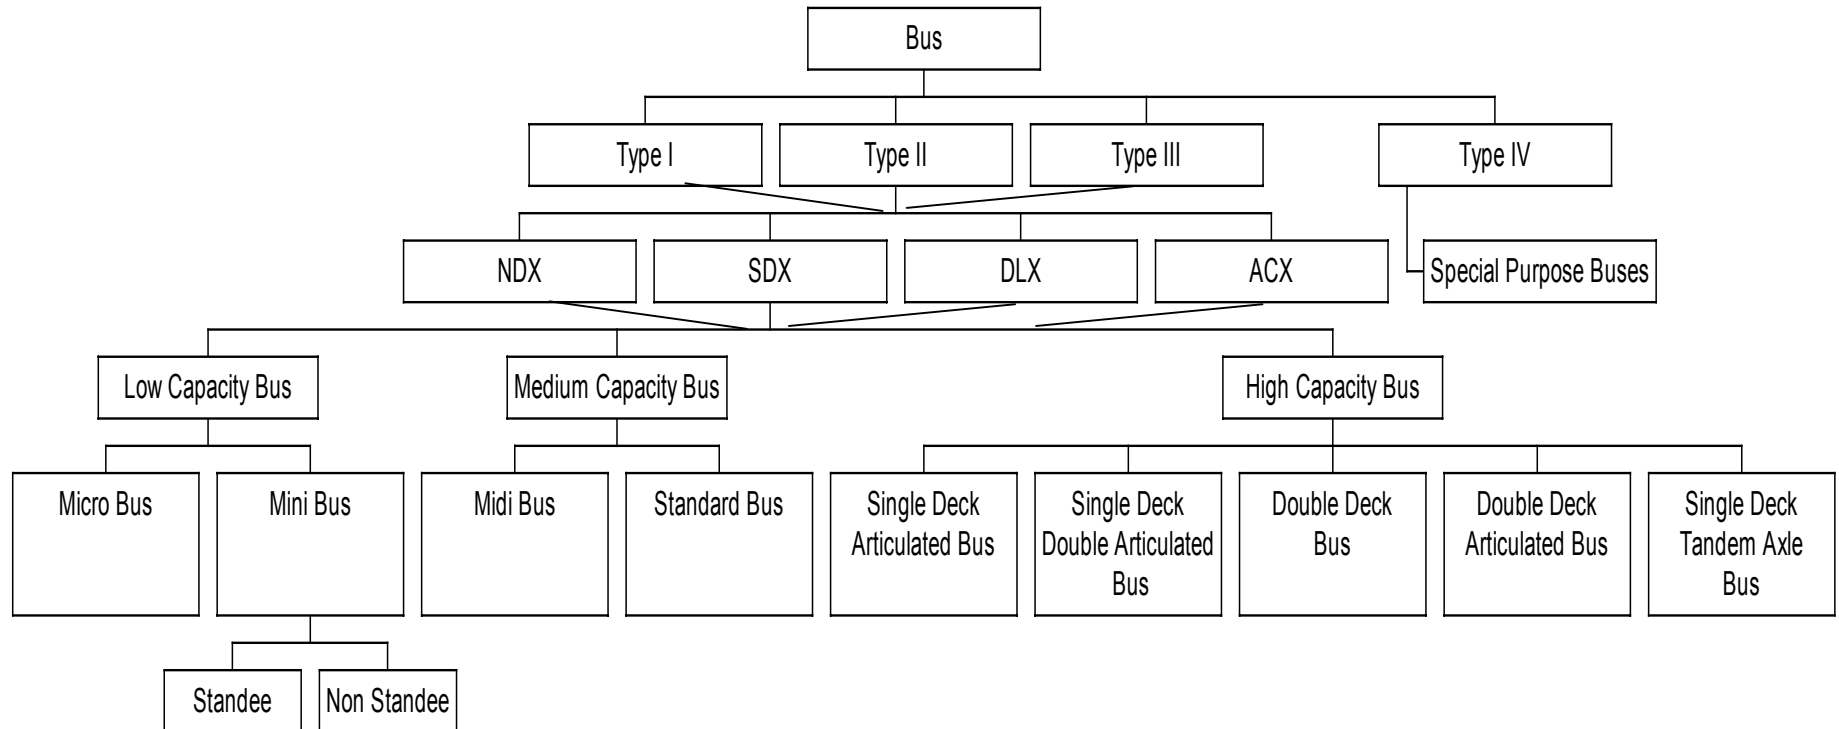 Bus
Type I
Type II
Type III
Type IV
NDX
SDX
DLX
ACX
Special Purpose Buses
Low Capacity Bus
Medium Capacity Bus
High Capacity Bus
Micro Bus
Mini Bus
Midi Bus
Standard Bus
Single Deck
Articulated Bus
Single Deck
Double Articulated
Bus
Double Deck
Bus
Double Deck
Articulated Bus
Single Deck
Tandem Axle
Bus
Standee
Non Standee